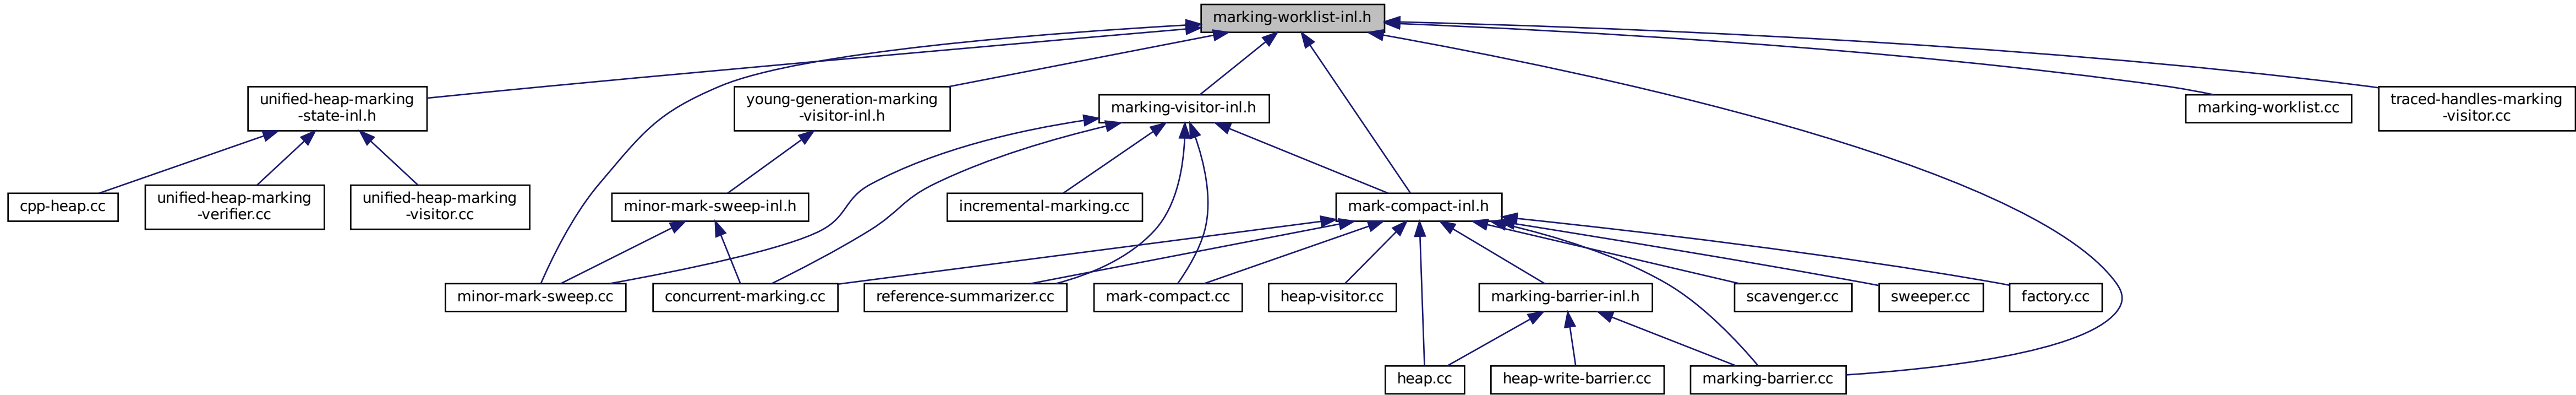 marking-worklist-inl.h
unified-heap-marking
-state-inl.h
young-generation-marking
-visitor-inl.h
marking-visitor-inl.h
marking-worklist.cc
traced-handles-marking
-visitor.cc
cpp-heap.cc
unified-heap-marking
-verifier.cc
unified-heap-marking
-visitor.cc
minor-mark-sweep-inl.h
incremental-marking.cc
mark-compact-inl.h
minor-mark-sweep.cc
concurrent-marking.cc
reference-summarizer.cc
mark-compact.cc
heap-visitor.cc
marking-barrier-inl.h
scavenger.cc
sweeper.cc
factory.cc
heap.cc
heap-write-barrier.cc
marking-barrier.cc